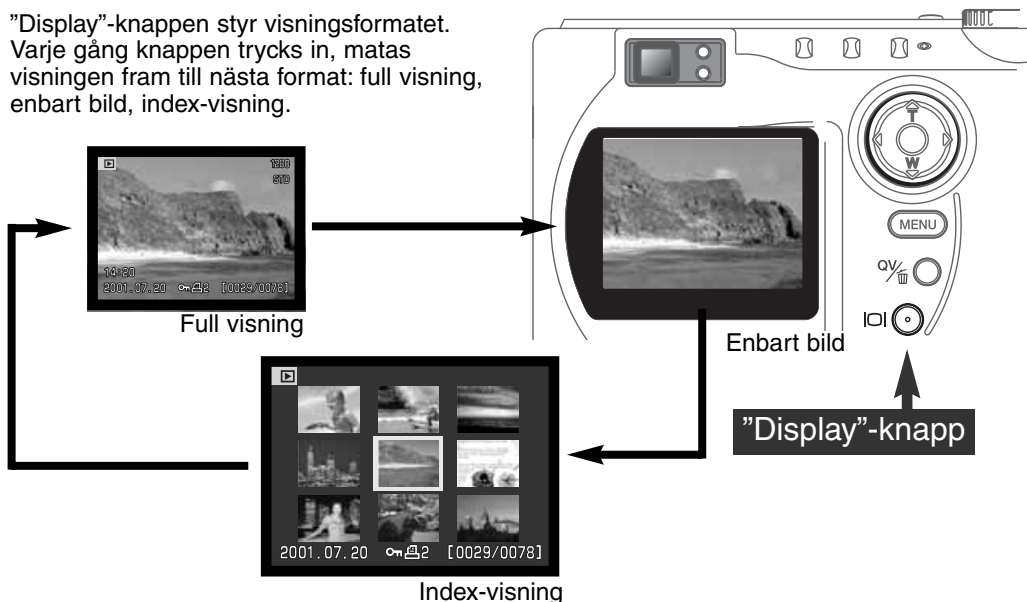 ”Display”-knappen styr visningsformatet.
Varje gång knappen trycks in, matas
visningen fram till nästa format: full visning,
enbart bild, index-visning.
1280
STD
14:20
2001.07.20 2 [0029/0078]
Full visning
T
W
MENU
QV/
Enbart bild
”Display”-knapp
2001.07.20 2 [0029/0078]
Index-visning